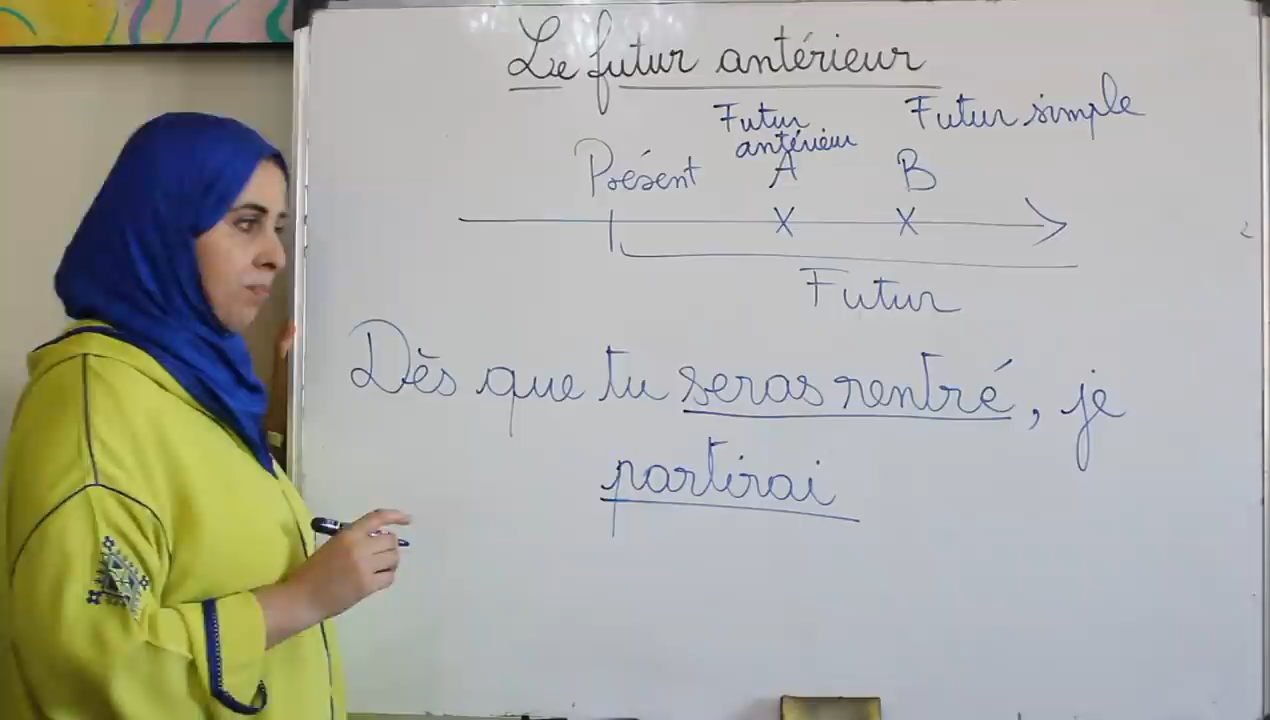 Le futur antérieur
Futur simple
Futur
antérieur
Présent A B
Futur
Dès que tu seras rentré, je
partirai